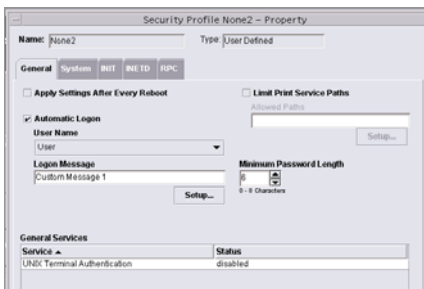 Security Profile None2 – Property
Name: None2 Type: User Defined
General System INIT INETD RPC
Apply Settings After Every Reboot
Limit Print Service Paths
Allowed Paths
Setup...
Automatic Logon
User Name
User
Logon Message
Custom Message 1
Setup...
Minimum Password Length
6
0 - 8 Characters
General Services
Service Status
UNIX Terminal Authentication disabled